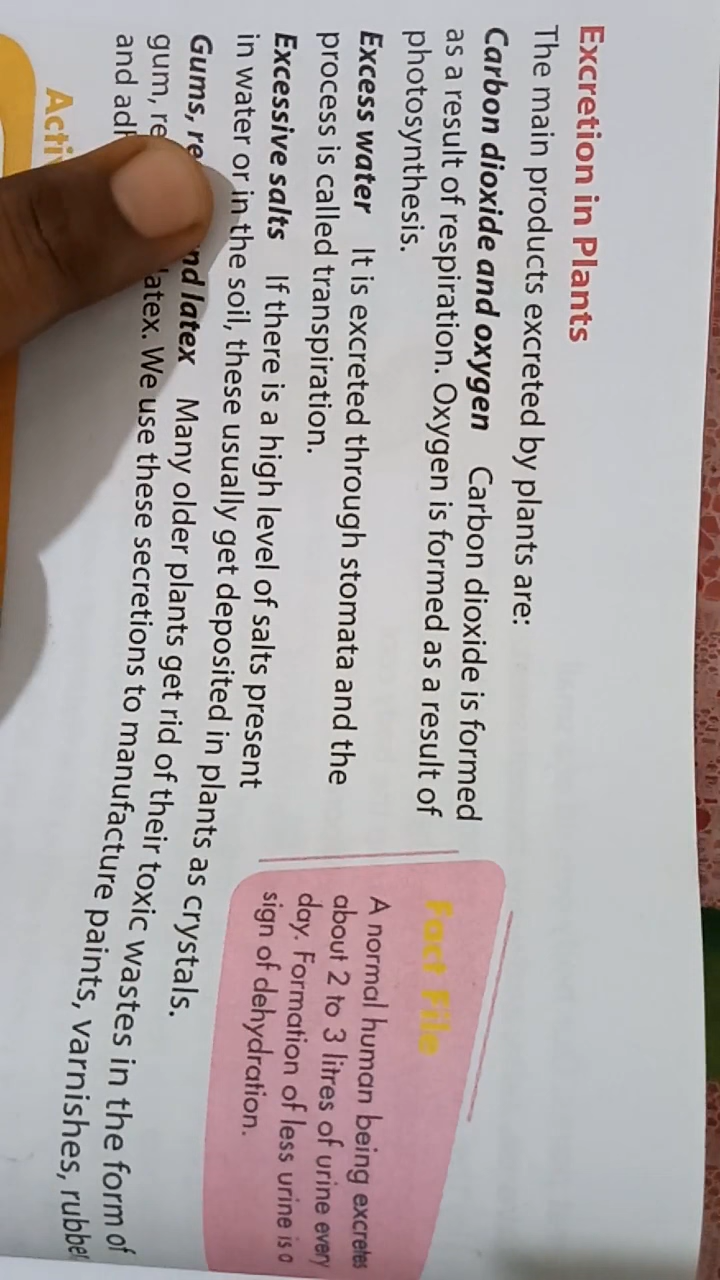 Excretion in Plants
The main products excreted by plants are:
Carbon dioxide and oxygen Carbon dioxide is formed
as a result of respiration. Oxygen is formed as a result of
photosynthesis.
Excess water It is excreted through stomata and the
process is called transpiration.
Excessive salts If there is a high level of salts present
in water or in the soil, these usually get deposited in plants as crystals.
Gums, latex Many older plants get rid of their toxic wastes in the form of
gum, latex. We use these secretions to manufacture paints, varnishes, rubber
and
Fact File
A normal human being excretes
about 2 to 3 litres of urine every
day. Formation of less urine is a
sign of dehydration.